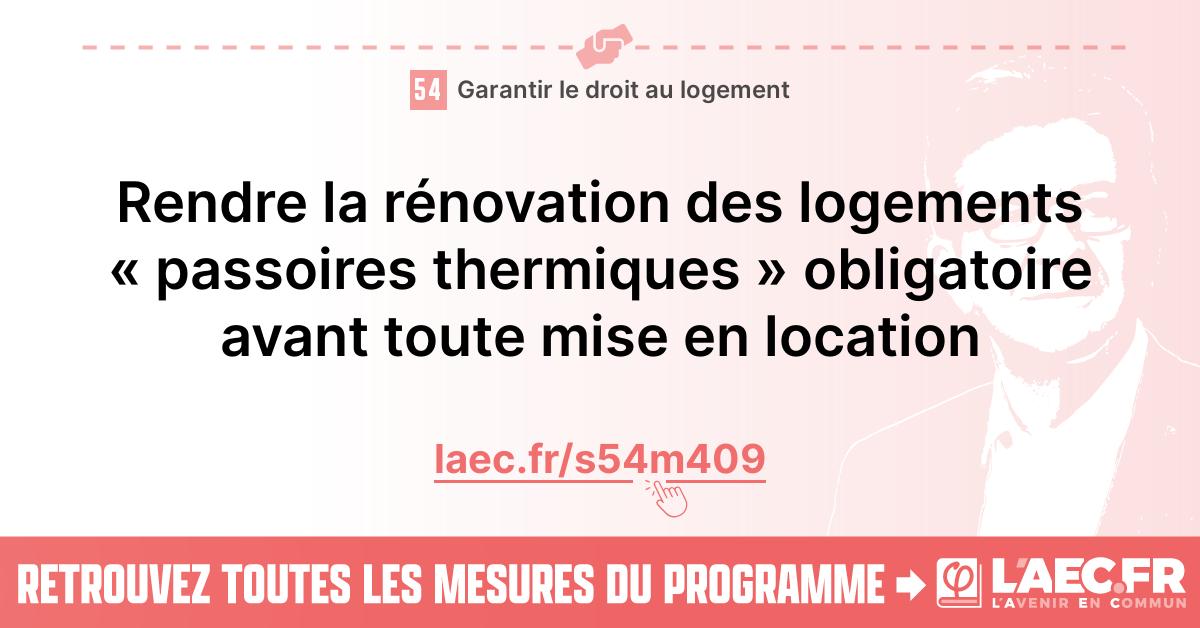 54 Garantir le droit au logement
Rendre la rénovation des logements
« passoires thermiques » obligatoire
avant toute mise en location
laec.fr/s54m409
RETROUVEZ TOUTES LES MESURES DU PROGRAMME
φ L'AEC.FR
L'AVENIR EN COMMUN